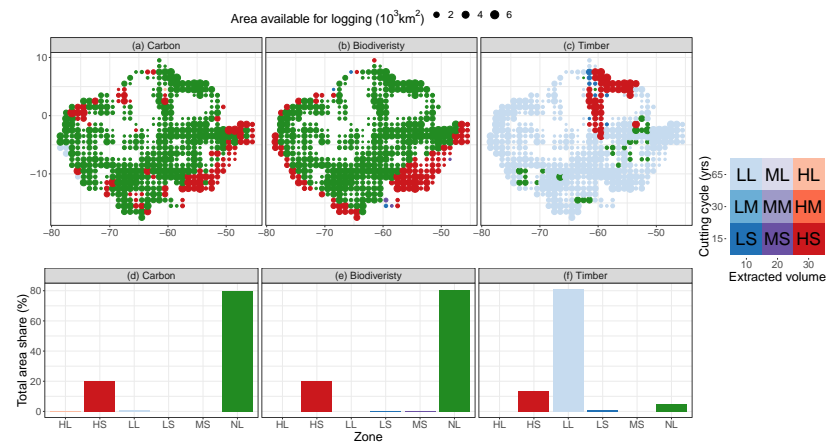 Area available for logging (10³km²) 2 4 6
(a) Carbon (b) Biodiveristy (c) Timber
10
0
−10
−80 −70 −60 −50 −80 −70 −60 −50 −80 −70 −60 −50
Cutting cycle (yrs)
65 LL ML HL
30 LM MM HM
15 LS MS HS
10 20 30
Extracted volume
(d) Carbon (e) Biodiveristy (f) Timber
Total area share (%)
80
60
40
20
0
HL HS LL LS MS NL HL HS LL LS MS NL HL HS LL LS MS NL
Zone